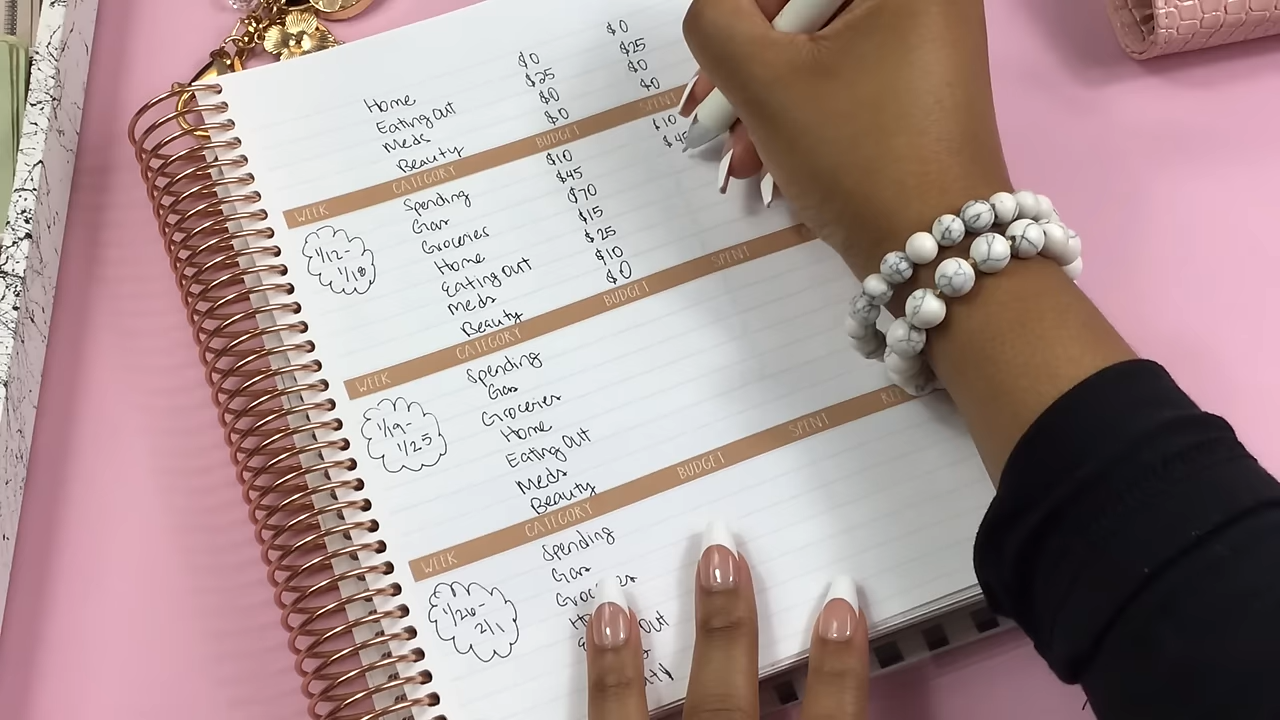 Home $0 $0
Eating out $25 $25
Meds $0 $0
Beauty $0 $0
WEEK CATEGORY BUDGET SPENT
1/12- 1/18
Spending $10 $10
Gas $45 $45
Groceries $70
Home $15
Eating out $25
Meds $10
Beauty $0
WEEK CATEGORY BUDGET SPENT
1/19- 1/25
Spending
Gas
Groceries
Home
Eating out
Meds
Beauty
WEEK CATEGORY BUDGET SPENT
1/26- 2/1
Spending
Gas